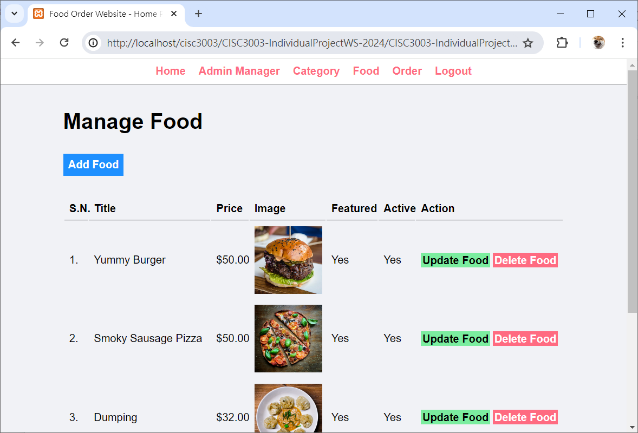 Food Order Website - Home P
http://localhost/cisc3003/CISC3003-IndividualProjectWS-2024/CISC3003-IndividualProject...
Home Admin Manager Category Food Order Logout
Manage Food
Add Food
S.N. Title Price Image Featured Active Action
1. Yummy Burger $50.00 Yes Yes Update Food Delete Food
2. Smoky Sausage Pizza $50.00 Yes Yes Update Food Delete Food
3. Dumping $32.00 Yes Yes Update Food Delete Food